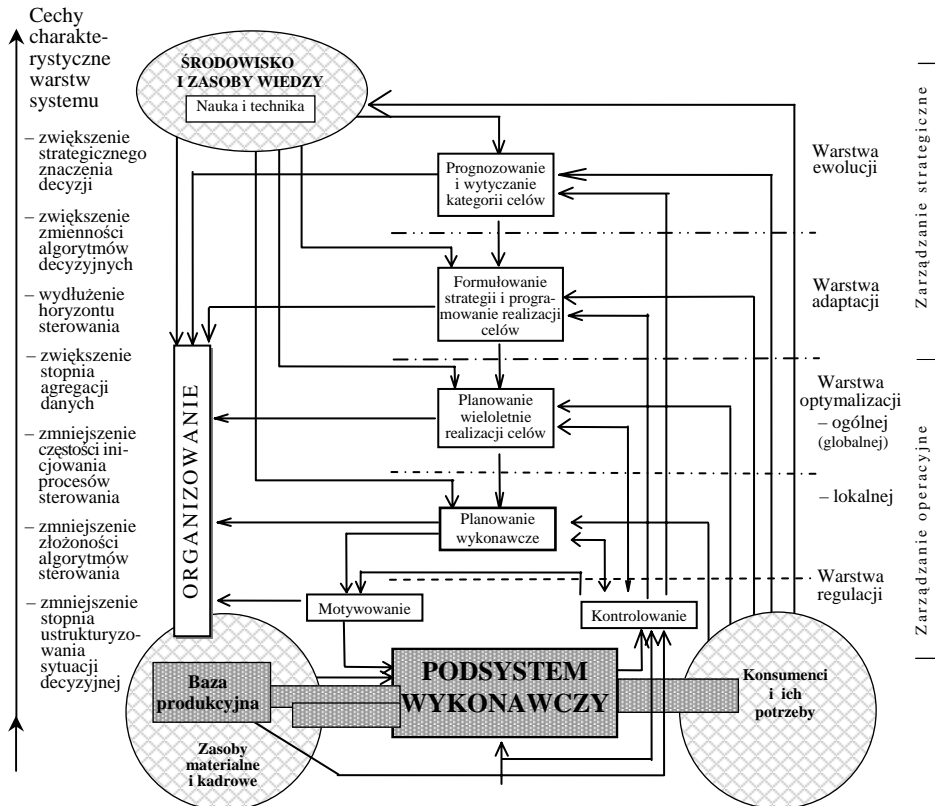 Cechy
charakte-
rystyczne
warstw
systemu
– zwiększenie
strategicznego
znaczenia
decyzji
– zwiększenie
zmienności
algorytmów
decyzyjnych
– wydłużenie
horyzontu
sterowania
– zwiększenie
stopnia
agregacji
danych
– zmniejszenie
częstości ini-
cjowania
procesów
sterowania
– zmniejszenie
złożoności
algorytmów
sterowania
– zmniejszenie
stopnia
ustrukturyzo-
wania
sytuacji
decyzyjnej
ŚRODOWISKO
I ZASOBY WIEDZY
Nauka i technika
Prognozowanie
i wytyczanie
kategorii celów
Formułowanie
strategii i progra-
mowanie realizacji
celów
Planowanie
wieloletnie
realizacji celów
Planowanie
wykonawcze
Motywowanie
Kontrolowanie
ORGANIZOWANIE
PODSYSTEM
WYKONAWCZY
Baza
produkcyjna
Zasoby
materialne
i kadrowe
Konsumenci
i ich
potrzeby
Warstwa
ewolucji
Warstwa
adaptacji
Warstwa
optymalizacji
– ogólnej
(globalnej)
– lokalnej
Warstwa
regulacji
Zarządzanie strategiczne
Zarządzanie operacyjne